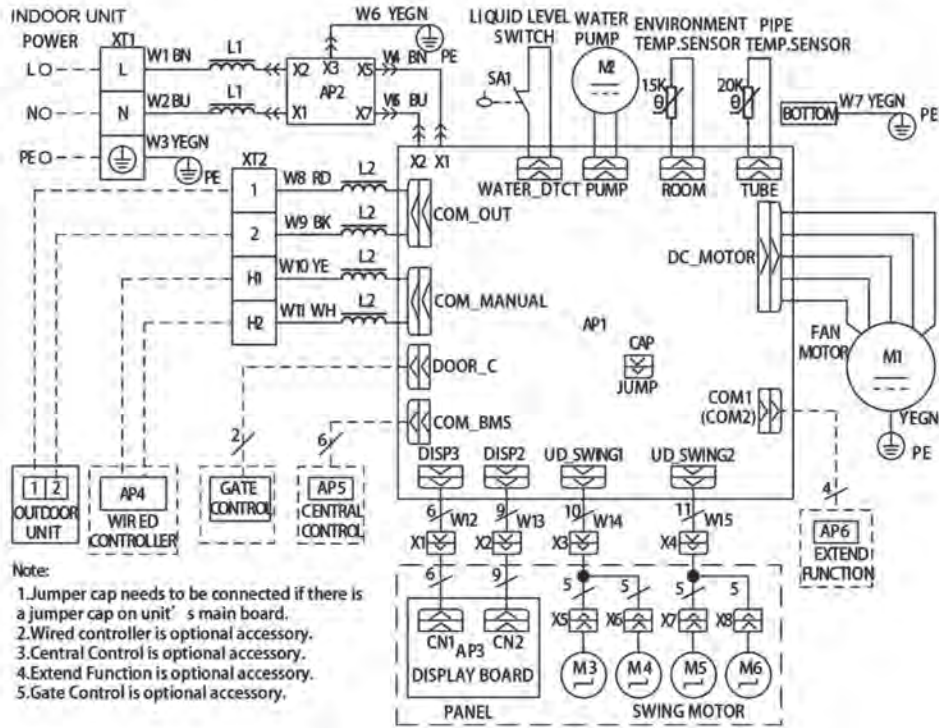 INDOOR UNIT
POWER
XT1
L
L
W1 BN
L1
N
N
W2 BU
L1
PE
W3 YEGN
PE
W6 YEGN
PE
X2
X3
X5
W4 BN
AP2
X1
X7
BU
X2
X1
LIQUID LEVEL
SWITCH
SA1
WATER
PUMP
M2
ENVIRONMENT
TEMP.SENSOR
15K
θ
PIPE
TEMP.SENSOR
20K
θ
BOTTOM
W7 YEGN
PE
WATER_DTCT
PUMP
ROOM
TUBE
XT2
1
W8 RD
L2
2
W9 BK
L2
COM_OUT
H1
W10 YE
L2
H2
W11 WH
L2
COM_MANUAL
DOOR_C
COM_BMS
AP1
CAP
JUMP
DC_MOTOR
FAN
MOTOR
M1
YEGN
PE
COM1
(COM2)
DISP3
DISP2
UD_SWING1
UD_SWING2
2
6
4
1
2
OUTDOOR
UNIT
AP4
WIRED
CONTROLLER
GATE
CONTROL
AP5
CENTRAL
CONTROL
AP6
EXTEND
FUNCTION
6
W12
9
W13
10
W14
11
W15
X1
X2
X3
X4
6
9
5
5
5
5
X5
X6
X7
X8
CN1
CN2
AP3
DISPLAY BOARD
M3
M4
M5
M6
PANEL
SWING MOTOR
Note:
1.Jumper cap needs to be connected if there is
a jumper cap on unit' s main board.
2.Wired controller is optional accessory.
3.Central Control is optional accessory.
4.Extend Function is optional accessory.
5.Gate Control is optional accessory.